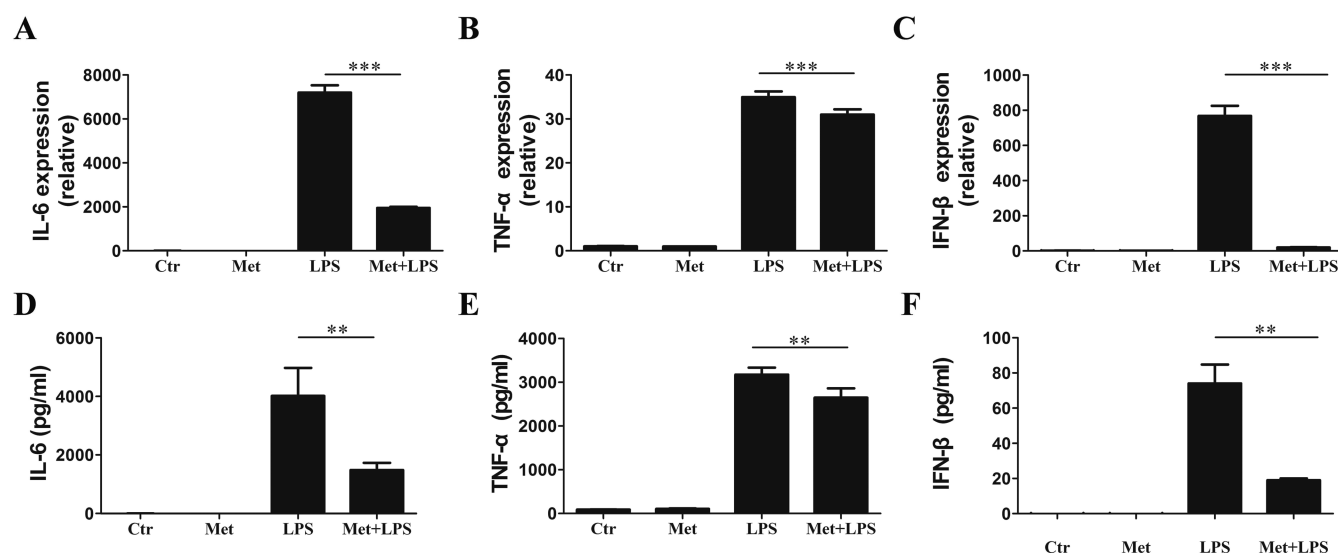 A
IL-6 expression
(relative)
8000
6000
4000
2000
0
***
Ctr Met LPS Met+LPS
B
TNF-α expression
(relative)
40
30
20
10
0
***
Ctr Met LPS Met+LPS
C
IFN-β expression
(relative)
1000
800
600
400
200
0
***
Ctr Met LPS Met+LPS
D
IL-6 (pg/ml)
6000
4000
2000
0
**
Ctr Met LPS Met+LPS
E
TNF-α (pg/ml)
4000
3000
2000
1000
0
**
Ctr Met LPS Met+LPS
F
IFN-β (pg/ml)
100
80
60
40
20
0
**
Ctr Met LPS Met+LPS